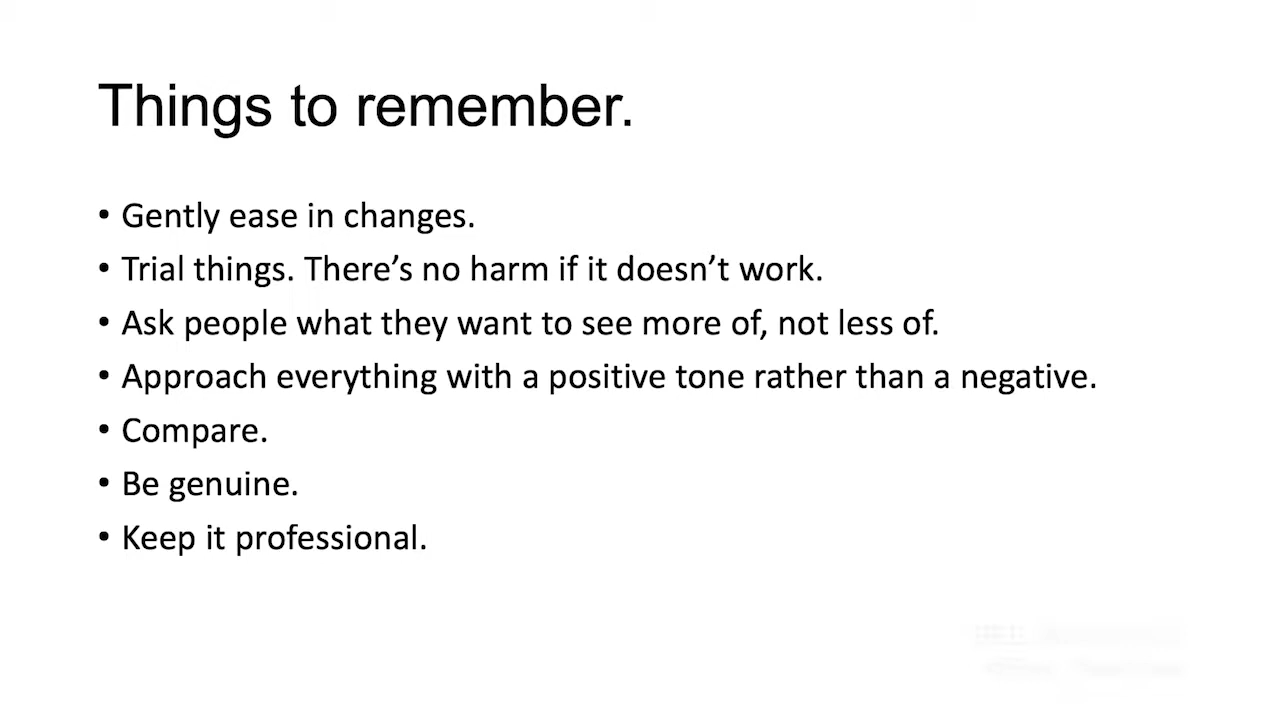 Things to remember.
• Gently ease in changes.
• Trial things. There’s no harm if it doesn’t work.
• Ask people what they want to see more of, not less of.
• Approach everything with a positive tone rather than a negative.
• Compare.
• Be genuine.
• Keep it professional.